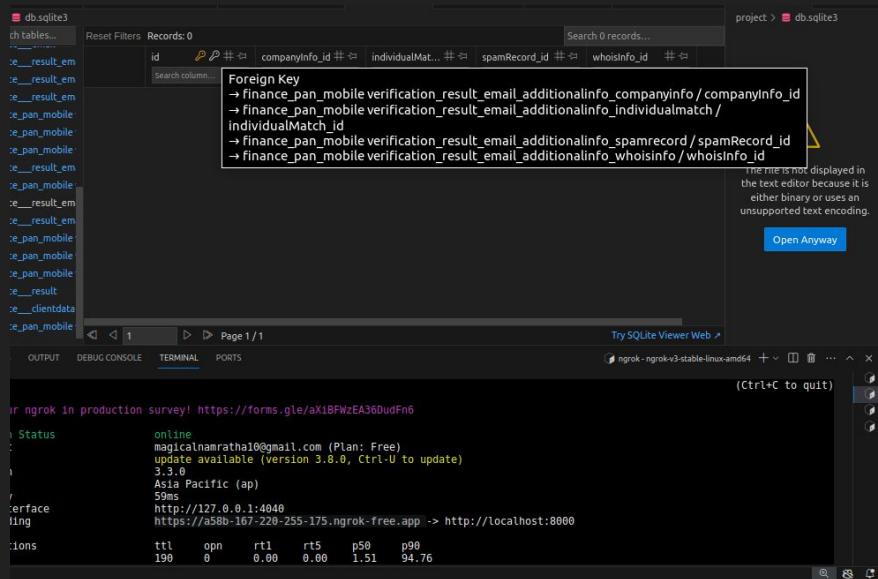 db.sqlite3
project > db.sqlite3
ch tables...
Reset Filters Records: 0
Search 0 records...
id companyInfo_id individualMat... spamRecord_id whoisInfo_id
Search column...
Foreign Key
→ finance_pan_mobile verification_result_email_additionalinfo_companyinfo / companyInfo_id
→ finance_pan_mobile verification_result_email_additionalinfo_individualmatch /
individualMatch_id
→ finance_pan_mobile verification_result_email_additionalinfo_spamrecord / spamRecord_id
→ finance_pan_mobile verification_result_email_additionalinfo_whoisinfo / whoisInfo_id
ce___result_em
ce___result_em
ce___result_em
ce_pan_mobile
ce_pan_mobile
ce_pan_mobile
ce___result_em
ce_pan_mobile
ce___result_em
ce___result_em
ce_pan_mobile
ce_pan_mobile
ce_pan_mobile
ce___result
ce___clientdata
ce_pan_mobile
The file is not displayed in
the text editor because it is
either binary or uses an
unsupported text encoding.
Open Anyway
1
Page 1 / 1
Try SQLite Viewer Web ↗
OUTPUT DEBUG CONSOLE TERMINAL PORTS
ngrok - ngrok-v3-stable-linux-amd64
(Ctrl+C to quit)
ur ngrok in production survey! https://forms.gle/aXiBFWzEA36DudFn6
n Status online
t magicalnamratha10@gmail.com (Plan: Free)
update available (version 3.8.0, Ctrl-U to update)
n 3.3.0
Asia Pacific (ap)
y 59ms
terface http://127.0.0.1:4040
ding https://a58b-167-220-255-175.ngrok-free.app -> http://localhost:8000
tions ttl opn rt1 rt5 p50 p90
190 0 0.00 0.00 1.51 94.76